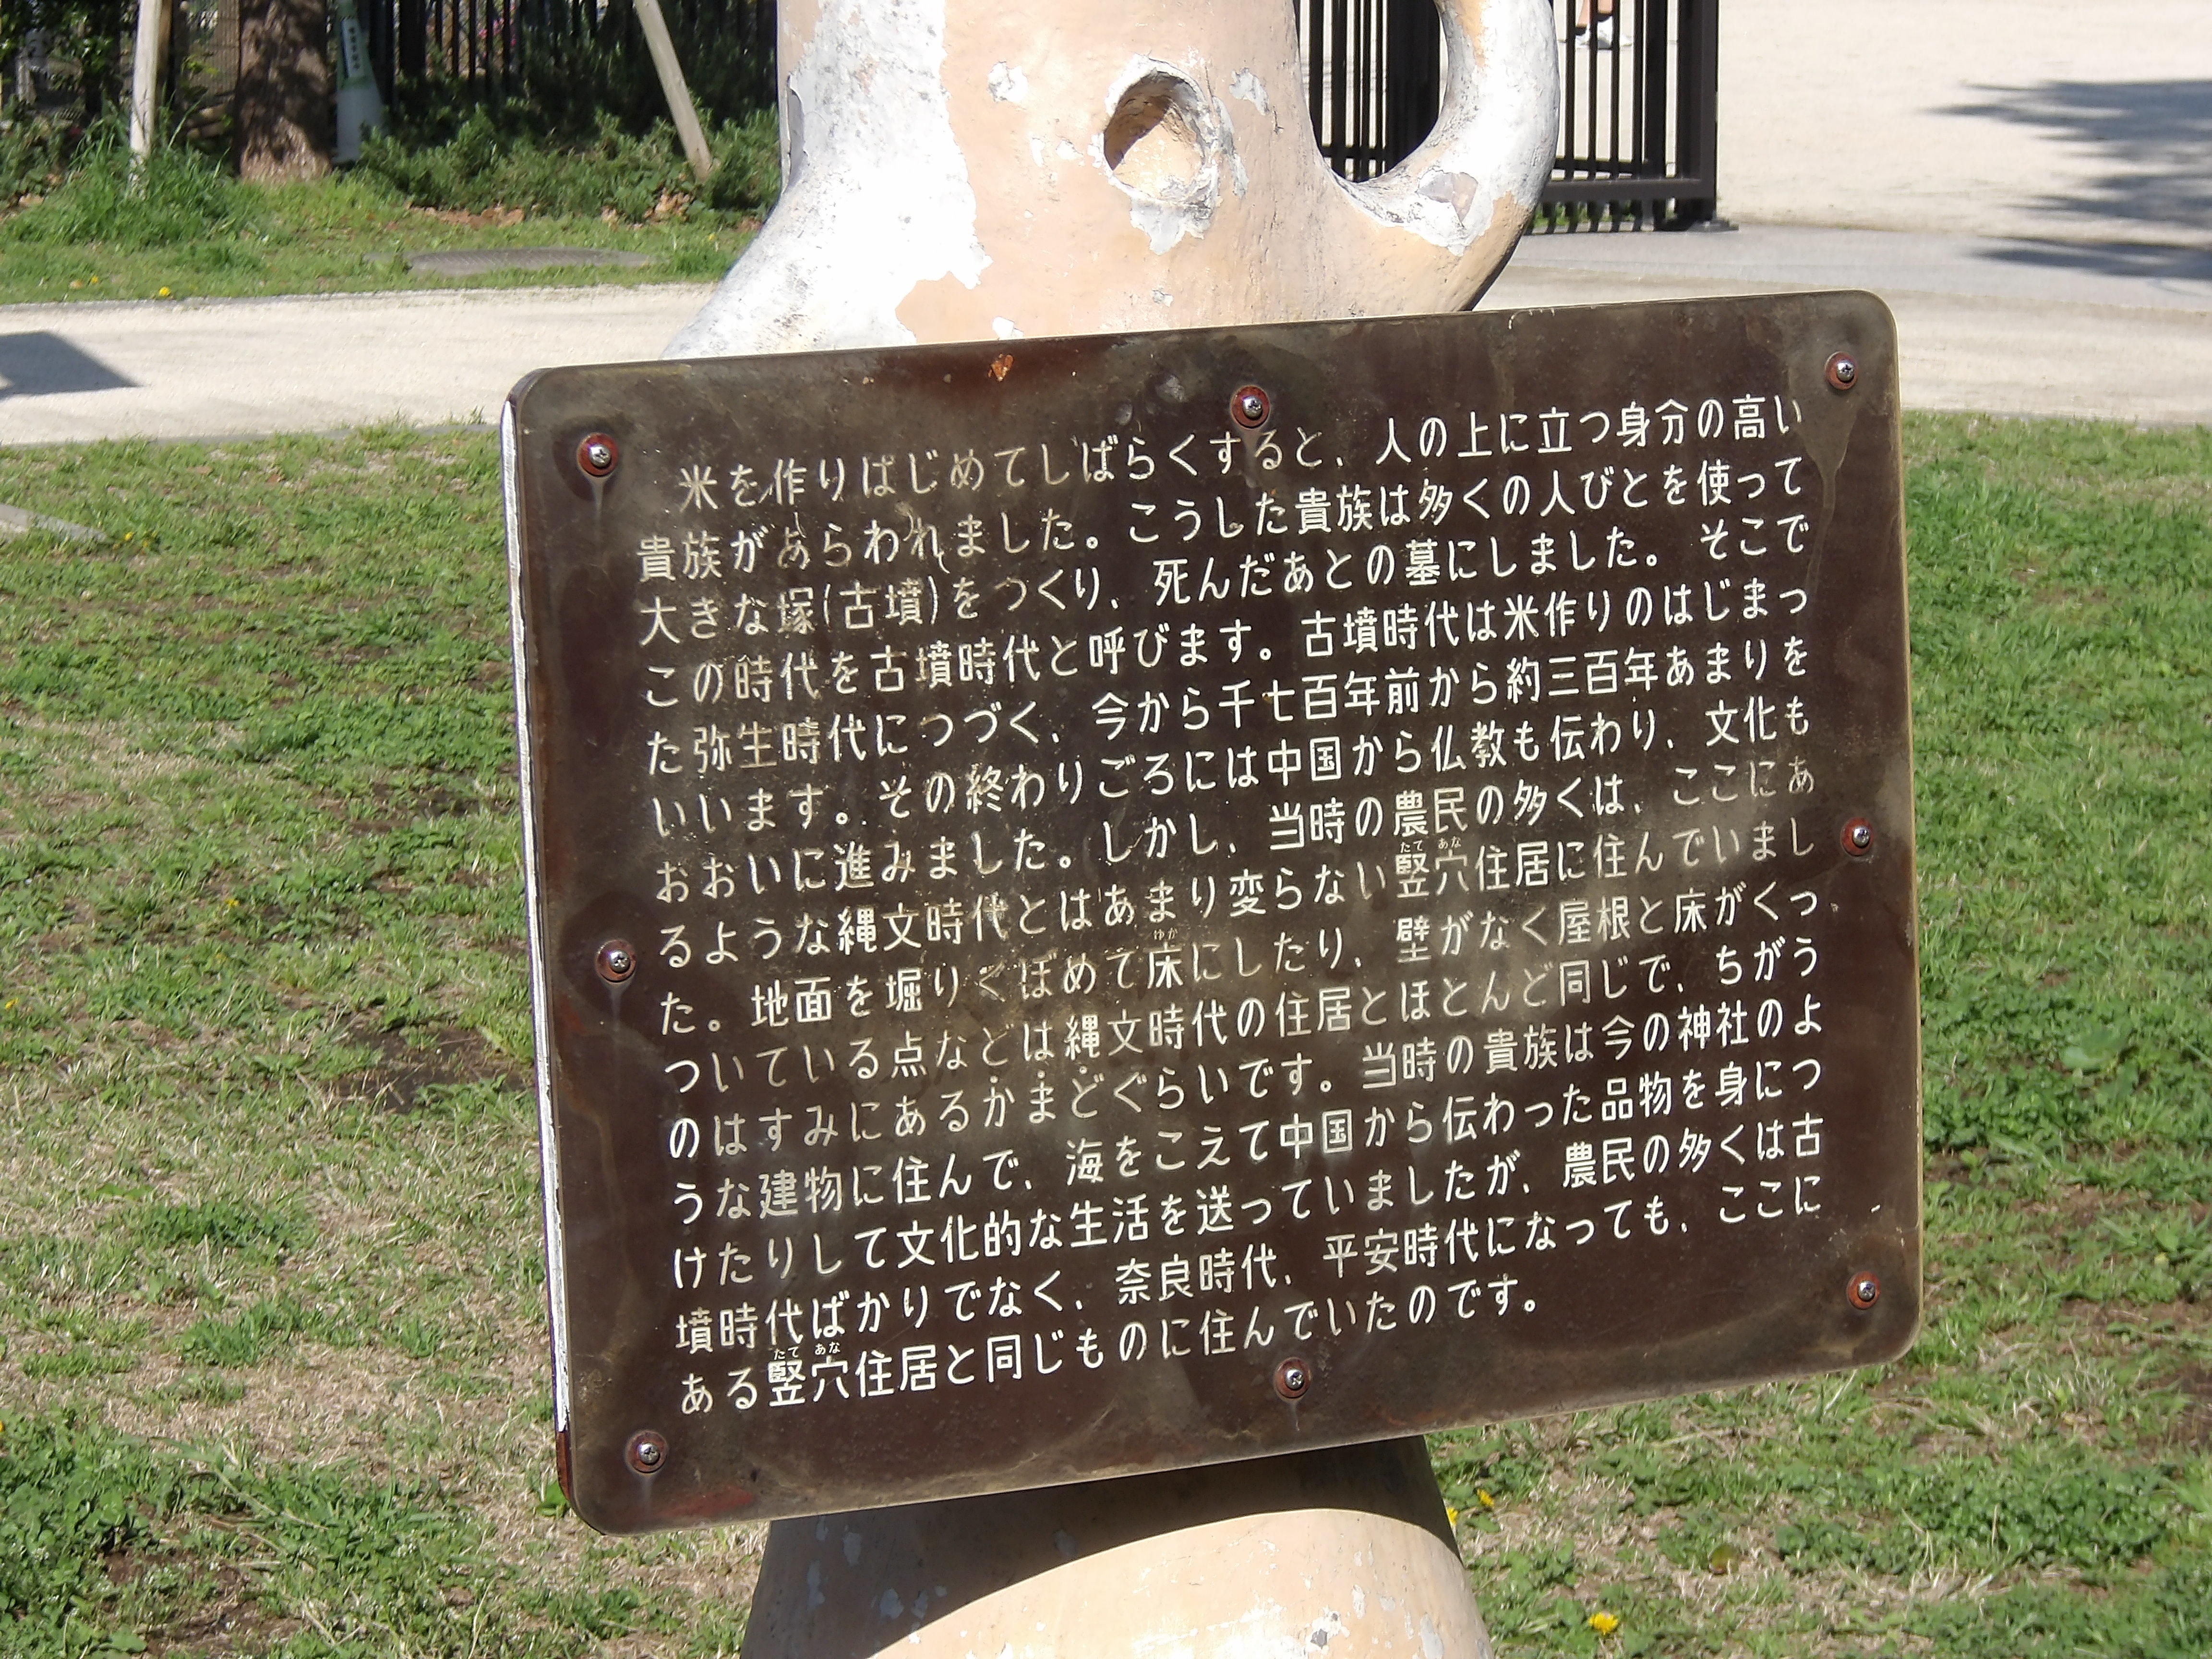 米を作りはじめてしばらくすると、人の上に立つ身分の高い
貴族があらわれました。こうした貴族は多くの人びとを使って
大きな塚(古墳)をつくり、死んだあとの墓にしました。そこで
この時代を古墳時代と呼びます。古墳時代は米作りのはじまっ
た弥生時代につづく、今から千七百年前から約三百年あまりを
いいます。その終わりごろには中国から仏教も伝わり、文化も
おおいに進みました。しかし、当時の農民の多くは、ここにあ
るような縄文時代とはあまり変らない竪穴住居に住んでいまし
た。地面を堀りくぼめて床にしたり、壁がなく屋根と床がくっ
ついている点などは縄文時代の住居とほとんど同じで、ちがう
のはすみにあるかまどぐらいです。当時の貴族は今の神社のよ
うな建物に住んで、海をこえて中国から伝わった品物を身につ
けたりして文化的な生活を送っていましたが、農民の多くは古
墳時代ばかりでなく、奈良時代、平安時代になっても、ここに
ある竪穴住居と同じものに住んでいたのです。